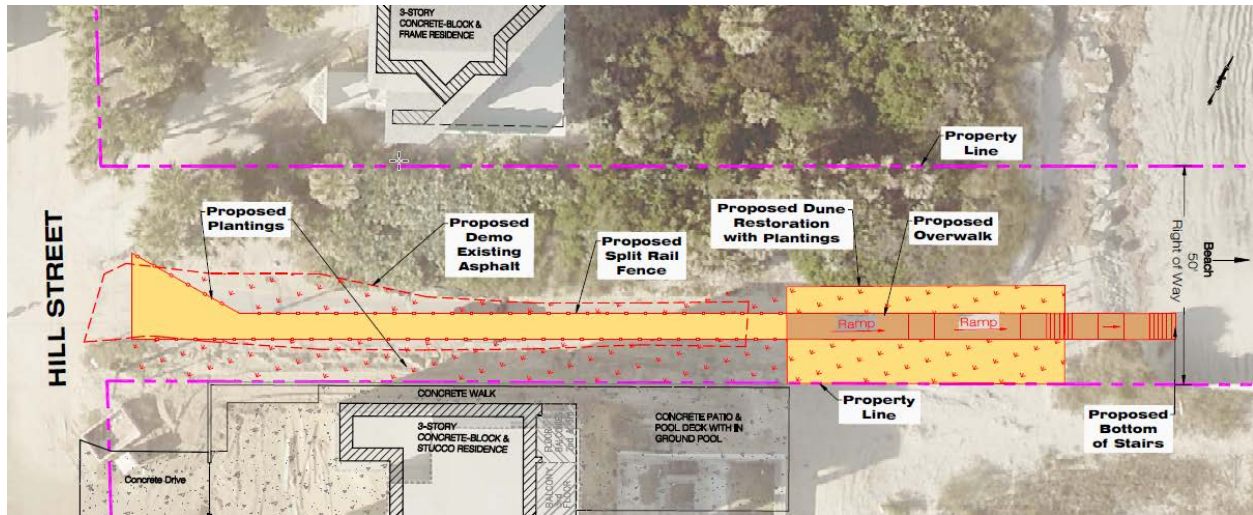 3-STORY
CONCRETE-BLOCK &
FRAME RESIDENCE
Property
Line
Proposed
Plantings
Proposed
Demo
Existing
Asphalt
Proposed
Split Rail
Fence
Proposed Dune
Restoration
with Plantings
Proposed
Overwalk
Beach
50'
Right of Way
HILL STREET
Ramp
Ramp
CONCRETE WALK
3-STORY
CONCRETE-BLOCK &
STUCCO RESIDENCE
CONCRETE PATIO &
POOL DECK WITH IN
GROUND POOL
Property
Line
Proposed
Bottom
of Stairs
Concrete Drive
BALCONY
FLOOR